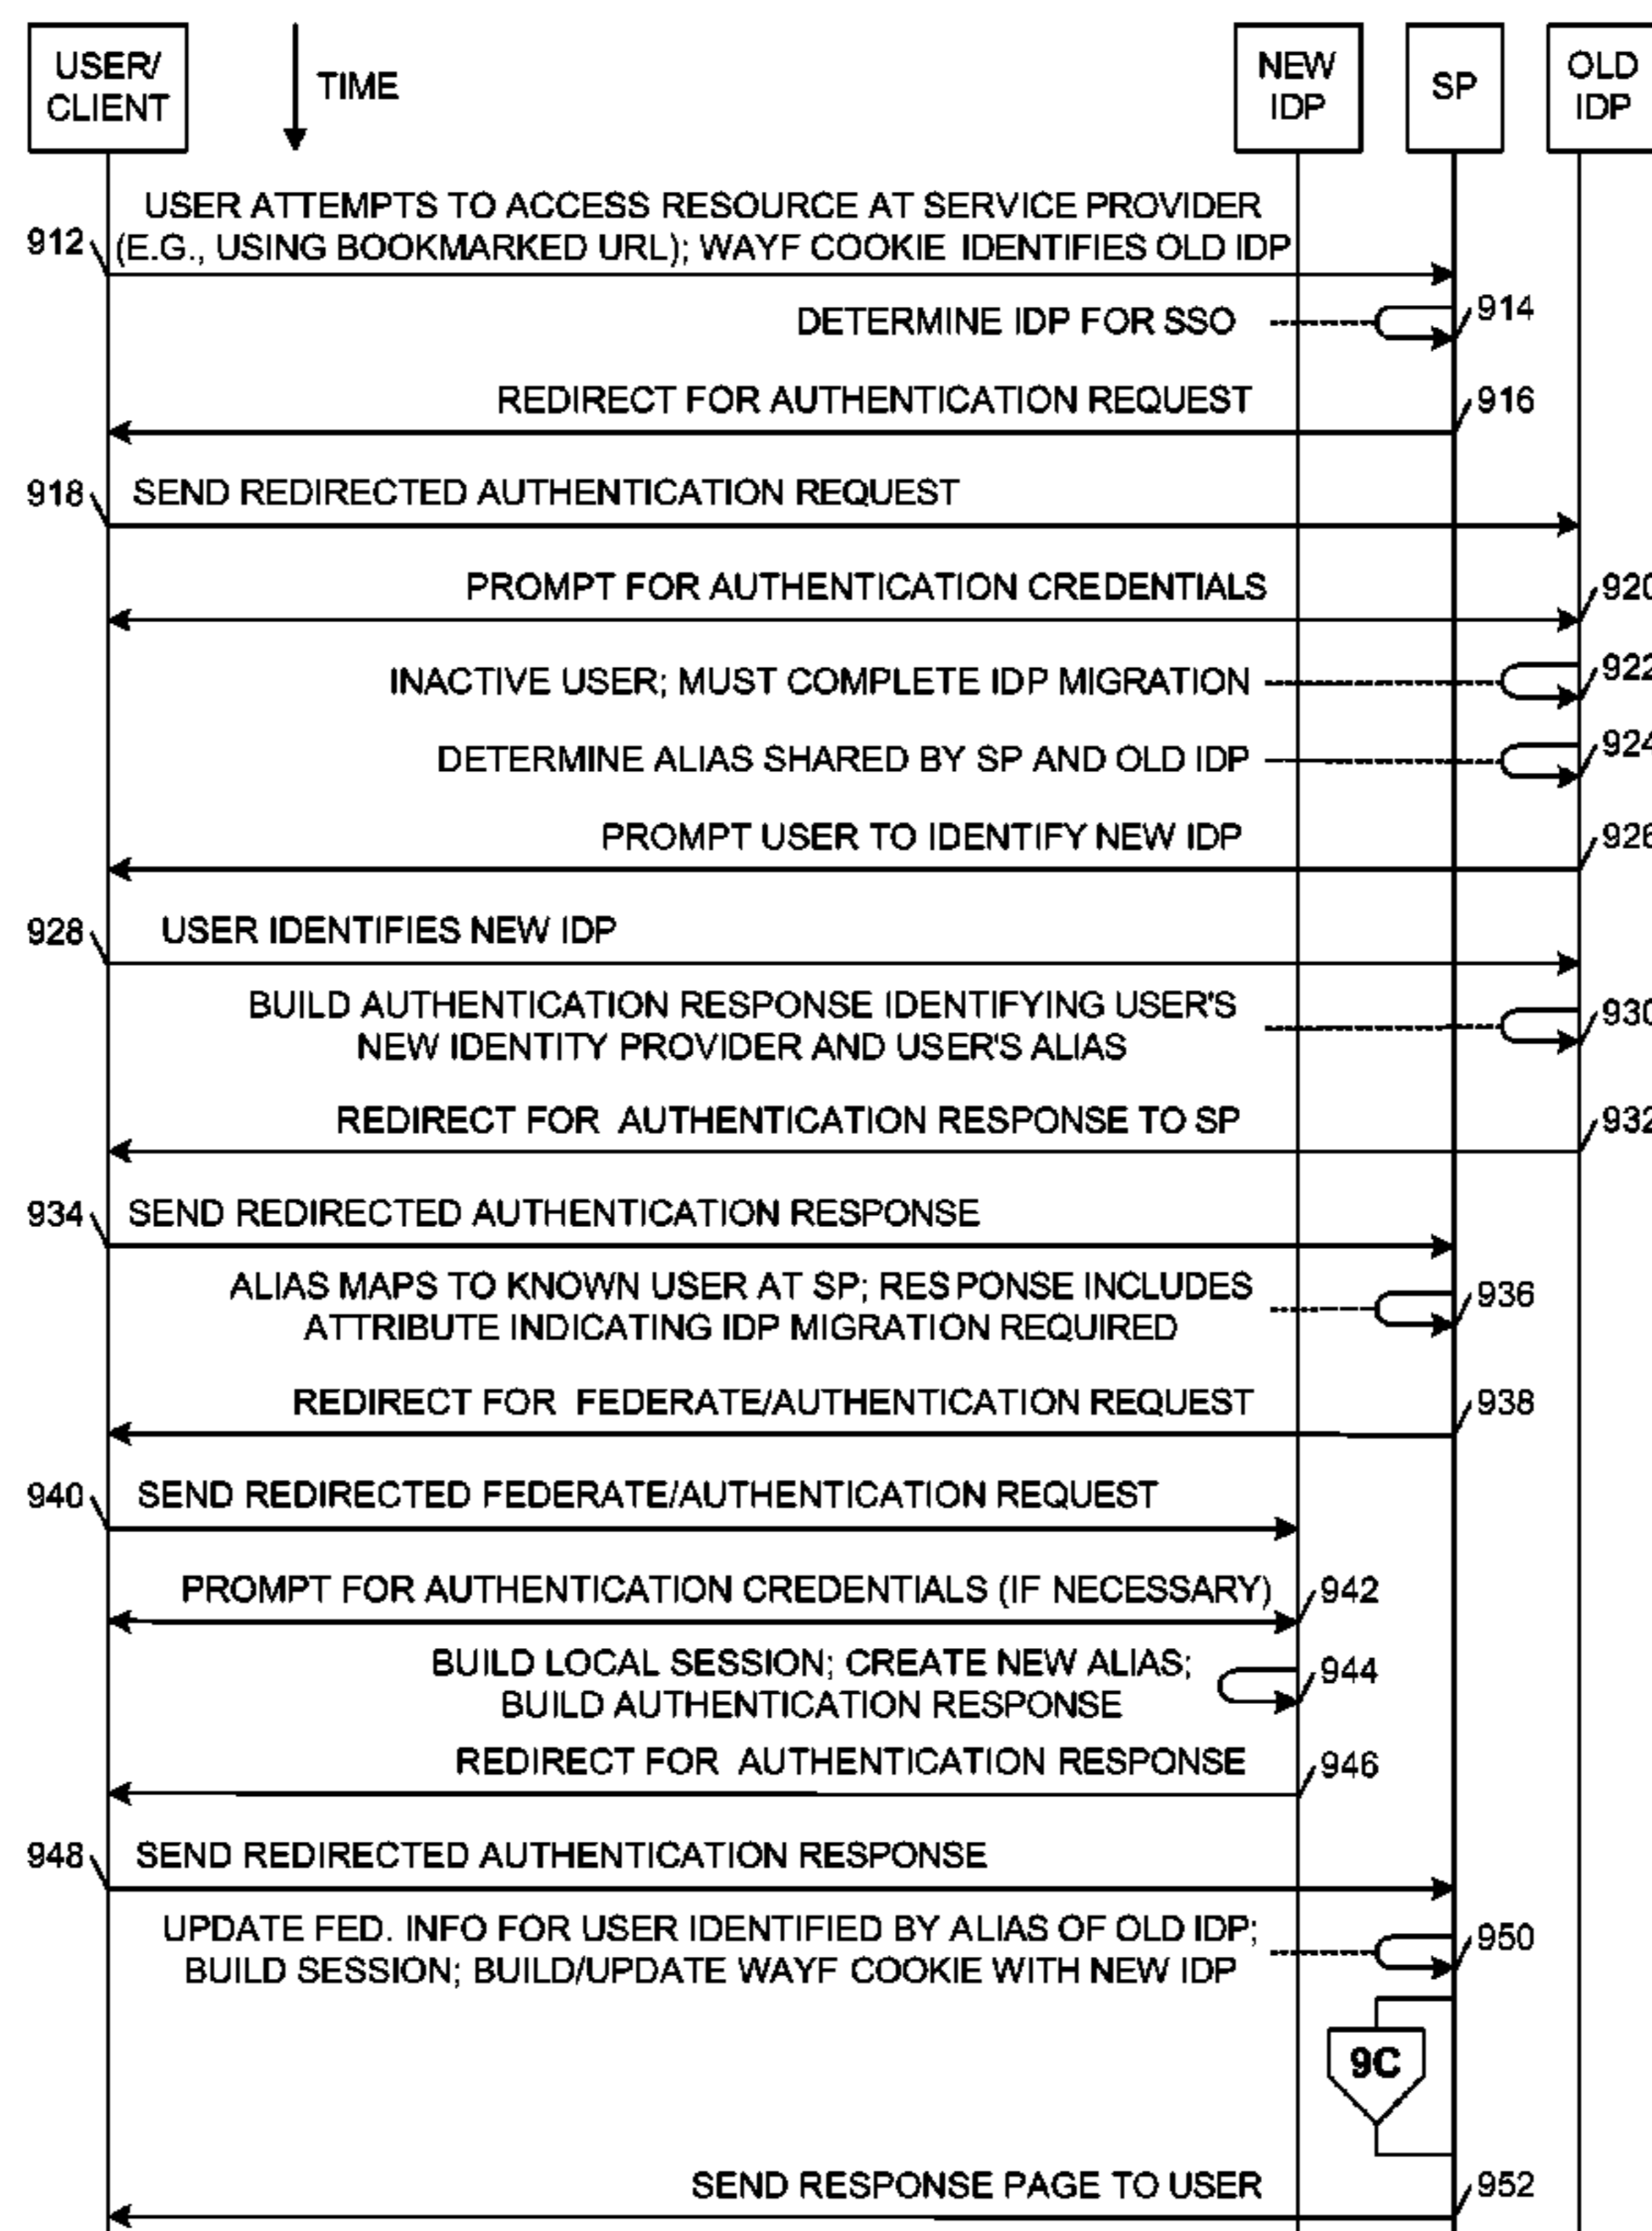 USER/
CLIENT
TIME
NEW
IDP
SP
OLD
IDP
USER ATTEMPTS TO ACCESS RESOURCE AT SERVICE PROVIDER
912
(E.G., USING BOOKMARKED URL); WAYF COOKIE IDENTIFIES OLD IDP
DETERMINE IDP FOR SSO
914
REDIRECT FOR AUTHENTICATION REQUEST
916
918
SEND REDIRECTED AUTHENTICATION REQUEST
PROMPT FOR AUTHENTICATION CREDENTIALS
920
INACTIVE USER; MUST COMPLETE IDP MIGRATION
922
DETERMINE ALIAS SHARED BY SP AND OLD IDP
924
PROMPT USER TO IDENTIFY NEW IDP
926
928
USER IDENTIFIES NEW IDP
BUILD AUTHENTICATION RESPONSE IDENTIFYING USER'S
NEW IDENTITY PROVIDER AND USER'S ALIAS
930
REDIRECT FOR AUTHENTICATION RESPONSE TO SP
932
934
SEND REDIRECTED AUTHENTICATION RESPONSE
ALIAS MAPS TO KNOWN USER AT SP; RESPONSE INCLUDES
ATTRIBUTE INDICATING IDP MIGRATION REQUIRED
936
REDIRECT FOR FEDERATE/AUTHENTICATION REQUEST
938
940
SEND REDIRECTED FEDERATE/AUTHENTICATION REQUEST
PROMPT FOR AUTHENTICATION CREDENTIALS (IF NECESSARY)
942
BUILD LOCAL SESSION; CREATE NEW ALIAS;
BUILD AUTHENTICATION RESPONSE
944
REDIRECT FOR AUTHENTICATION RESPONSE
946
948
SEND REDIRECTED AUTHENTICATION RESPONSE
UPDATE FED. INFO FOR USER IDENTIFIED BY ALIAS OF OLD IDP;
BUILD SESSION; BUILD/UPDATE WAYF COOKIE WITH NEW IDP
950
9C
SEND RESPONSE PAGE TO USER
952